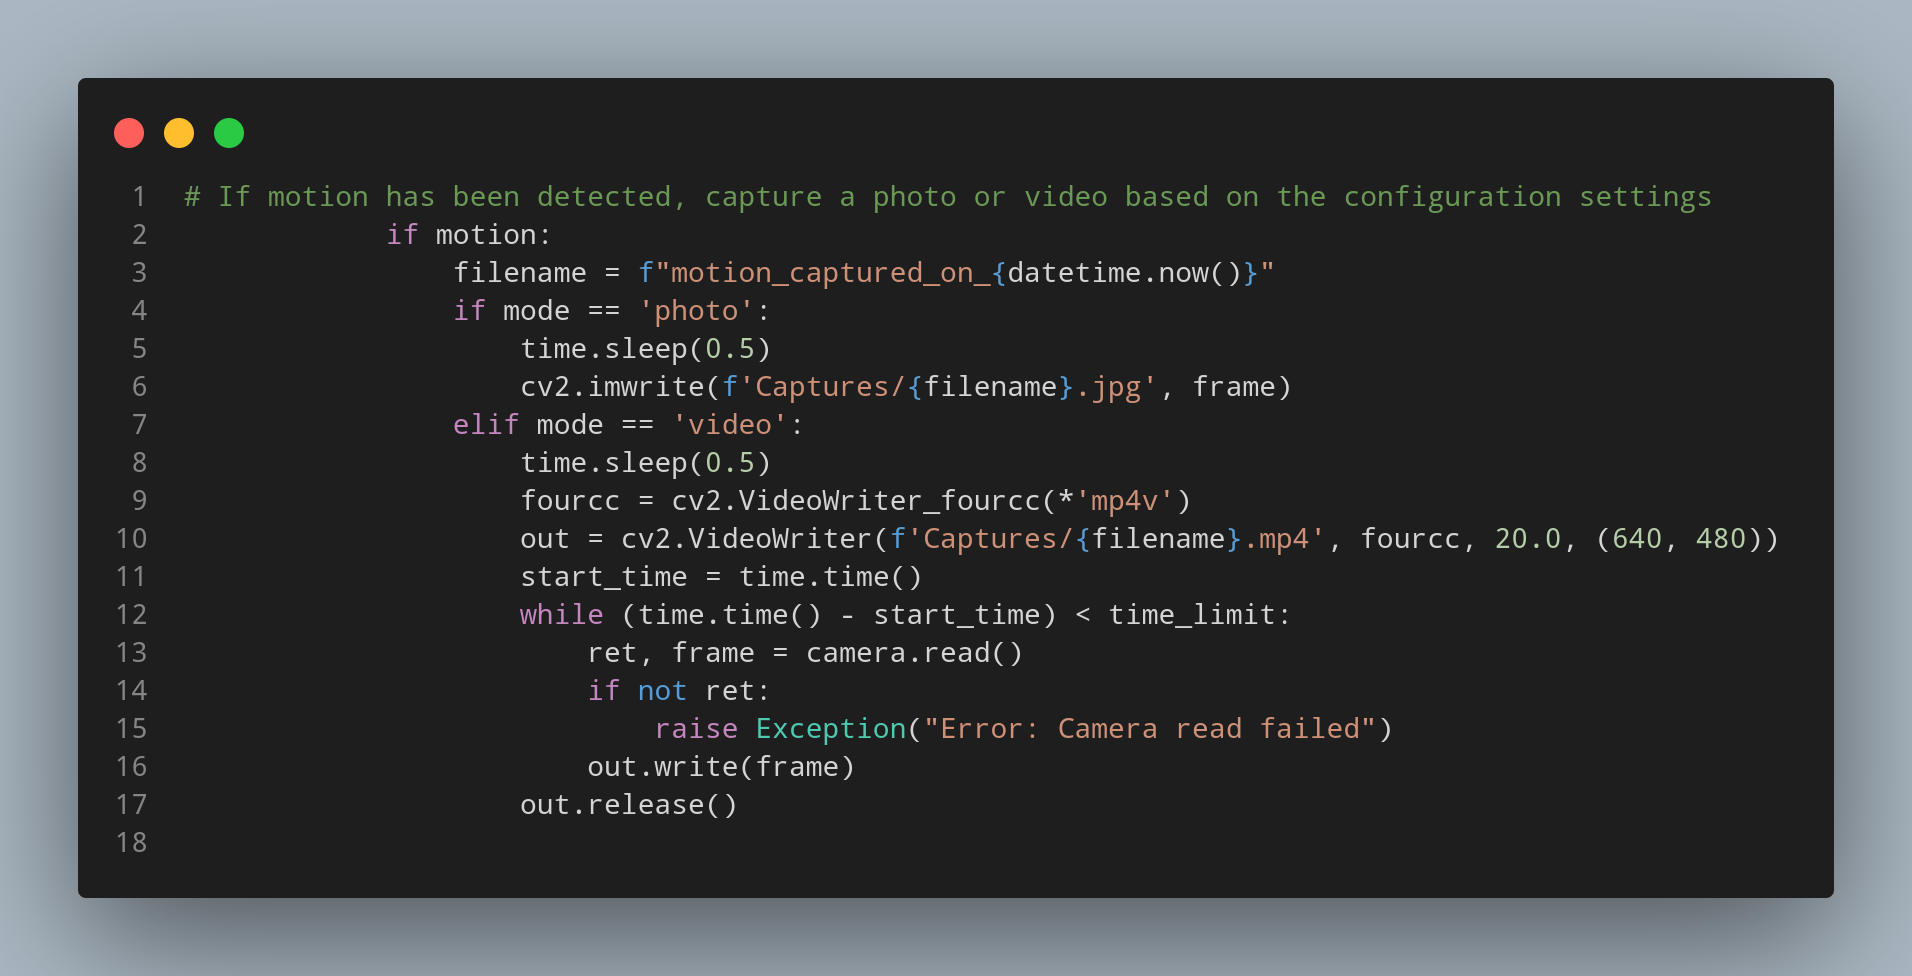 1 # If motion has been detected, capture a photo or video based on the configuration settings
2             if motion:
3                 filename = f"motion_captured_on_{datetime.now()}"
4                 if mode == 'photo':
5                     time.sleep(0.5)
6                     cv2.imwrite(f'Captures/{filename}.jpg', frame)
7                 elif mode == 'video':
8                     time.sleep(0.5)
9                     fourcc = cv2.VideoWriter_fourcc(*'mp4v')
10                     out = cv2.VideoWriter(f'Captures/{filename}.mp4', fourcc, 20.0, (640, 480))
11                     start_time = time.time()
12                     while (time.time() - start_time) < time_limit:
13                         ret, frame = camera.read()
14                         if not ret:
15                             raise Exception("Error: Camera read failed")
16                         out.write(frame)
17                     out.release()
18